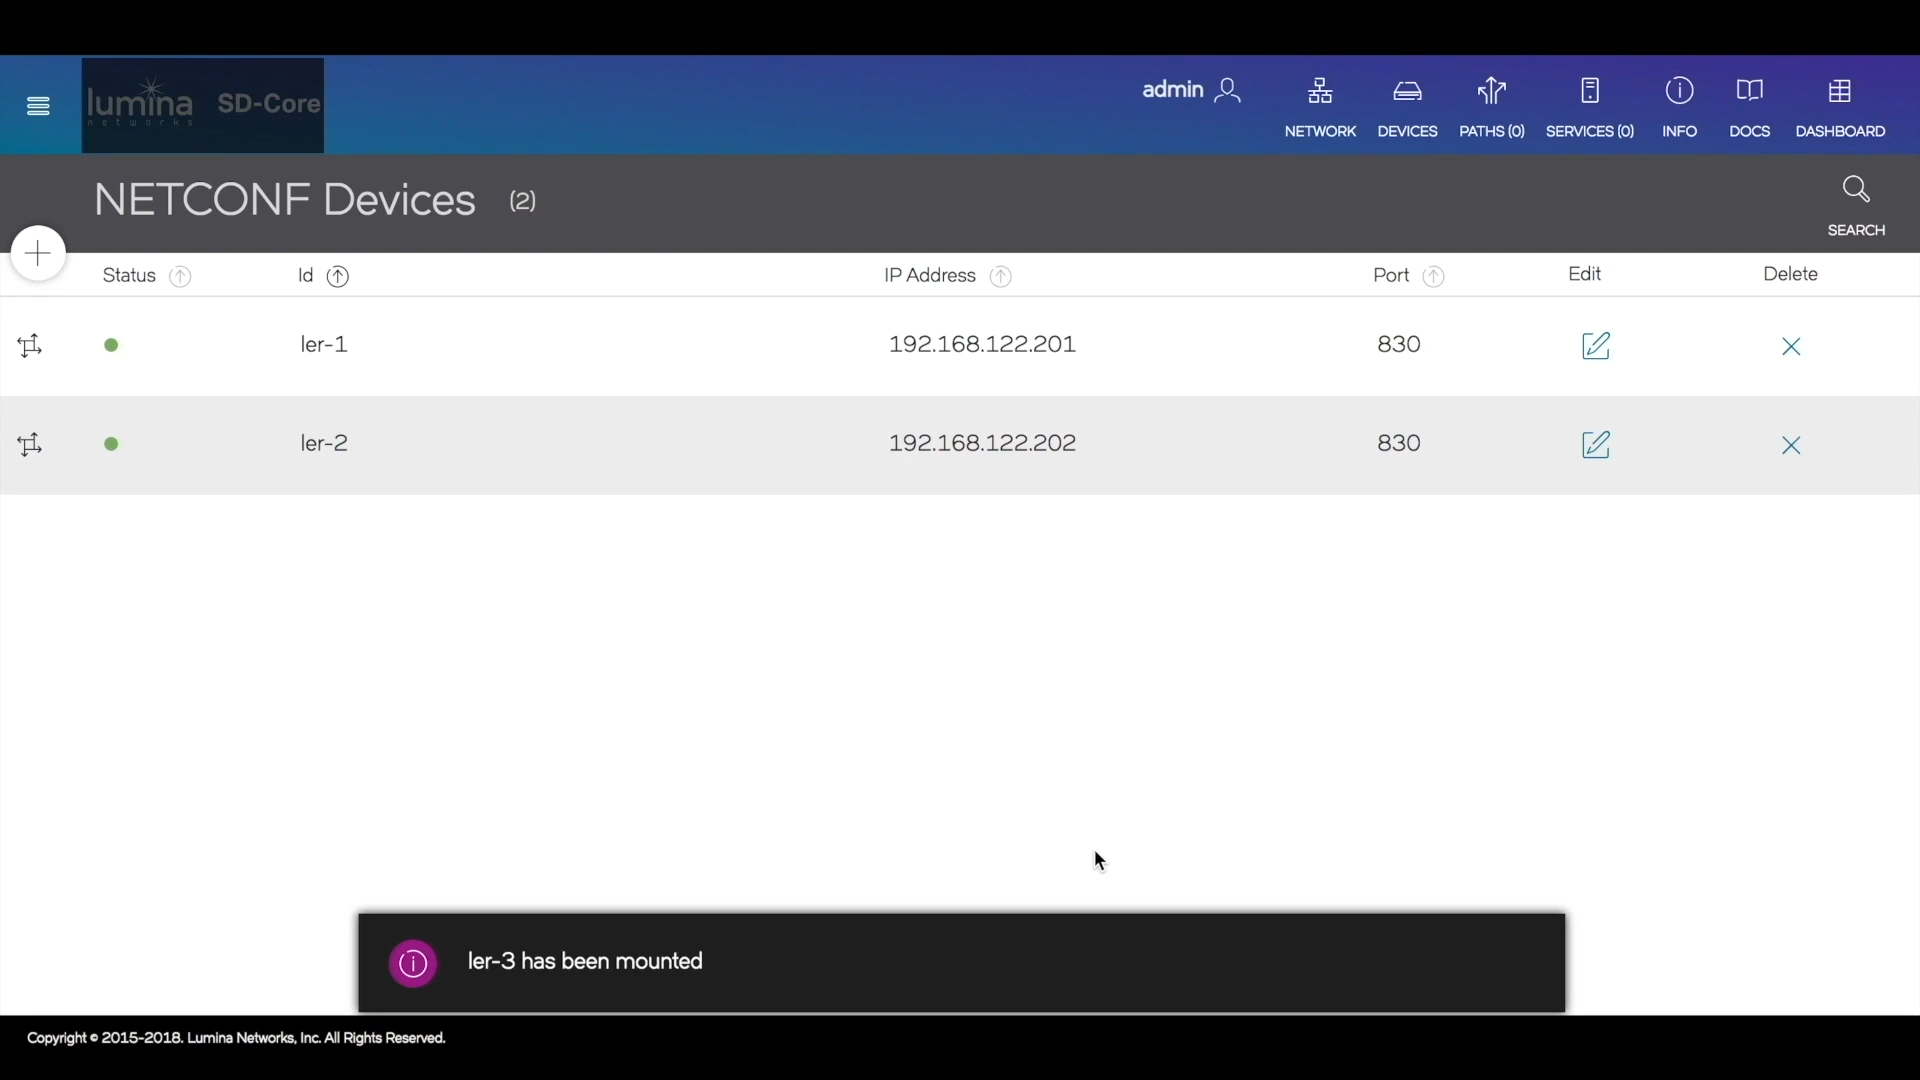 lumina SD-Core
networks
admin
NETWORK DEVICES PATHS (0) SERVICES (0) INFO DOCS DASHBOARD
NETCONF Devices (2)
SEARCH
Status Id IP Address Port Edit Delete
ler-1 192.168.122.201 830
ler-2 192.168.122.202 830
ler-3 has been mounted
Copyright © 2015-2018. Lumina Networks, Inc. All Rights Reserved.